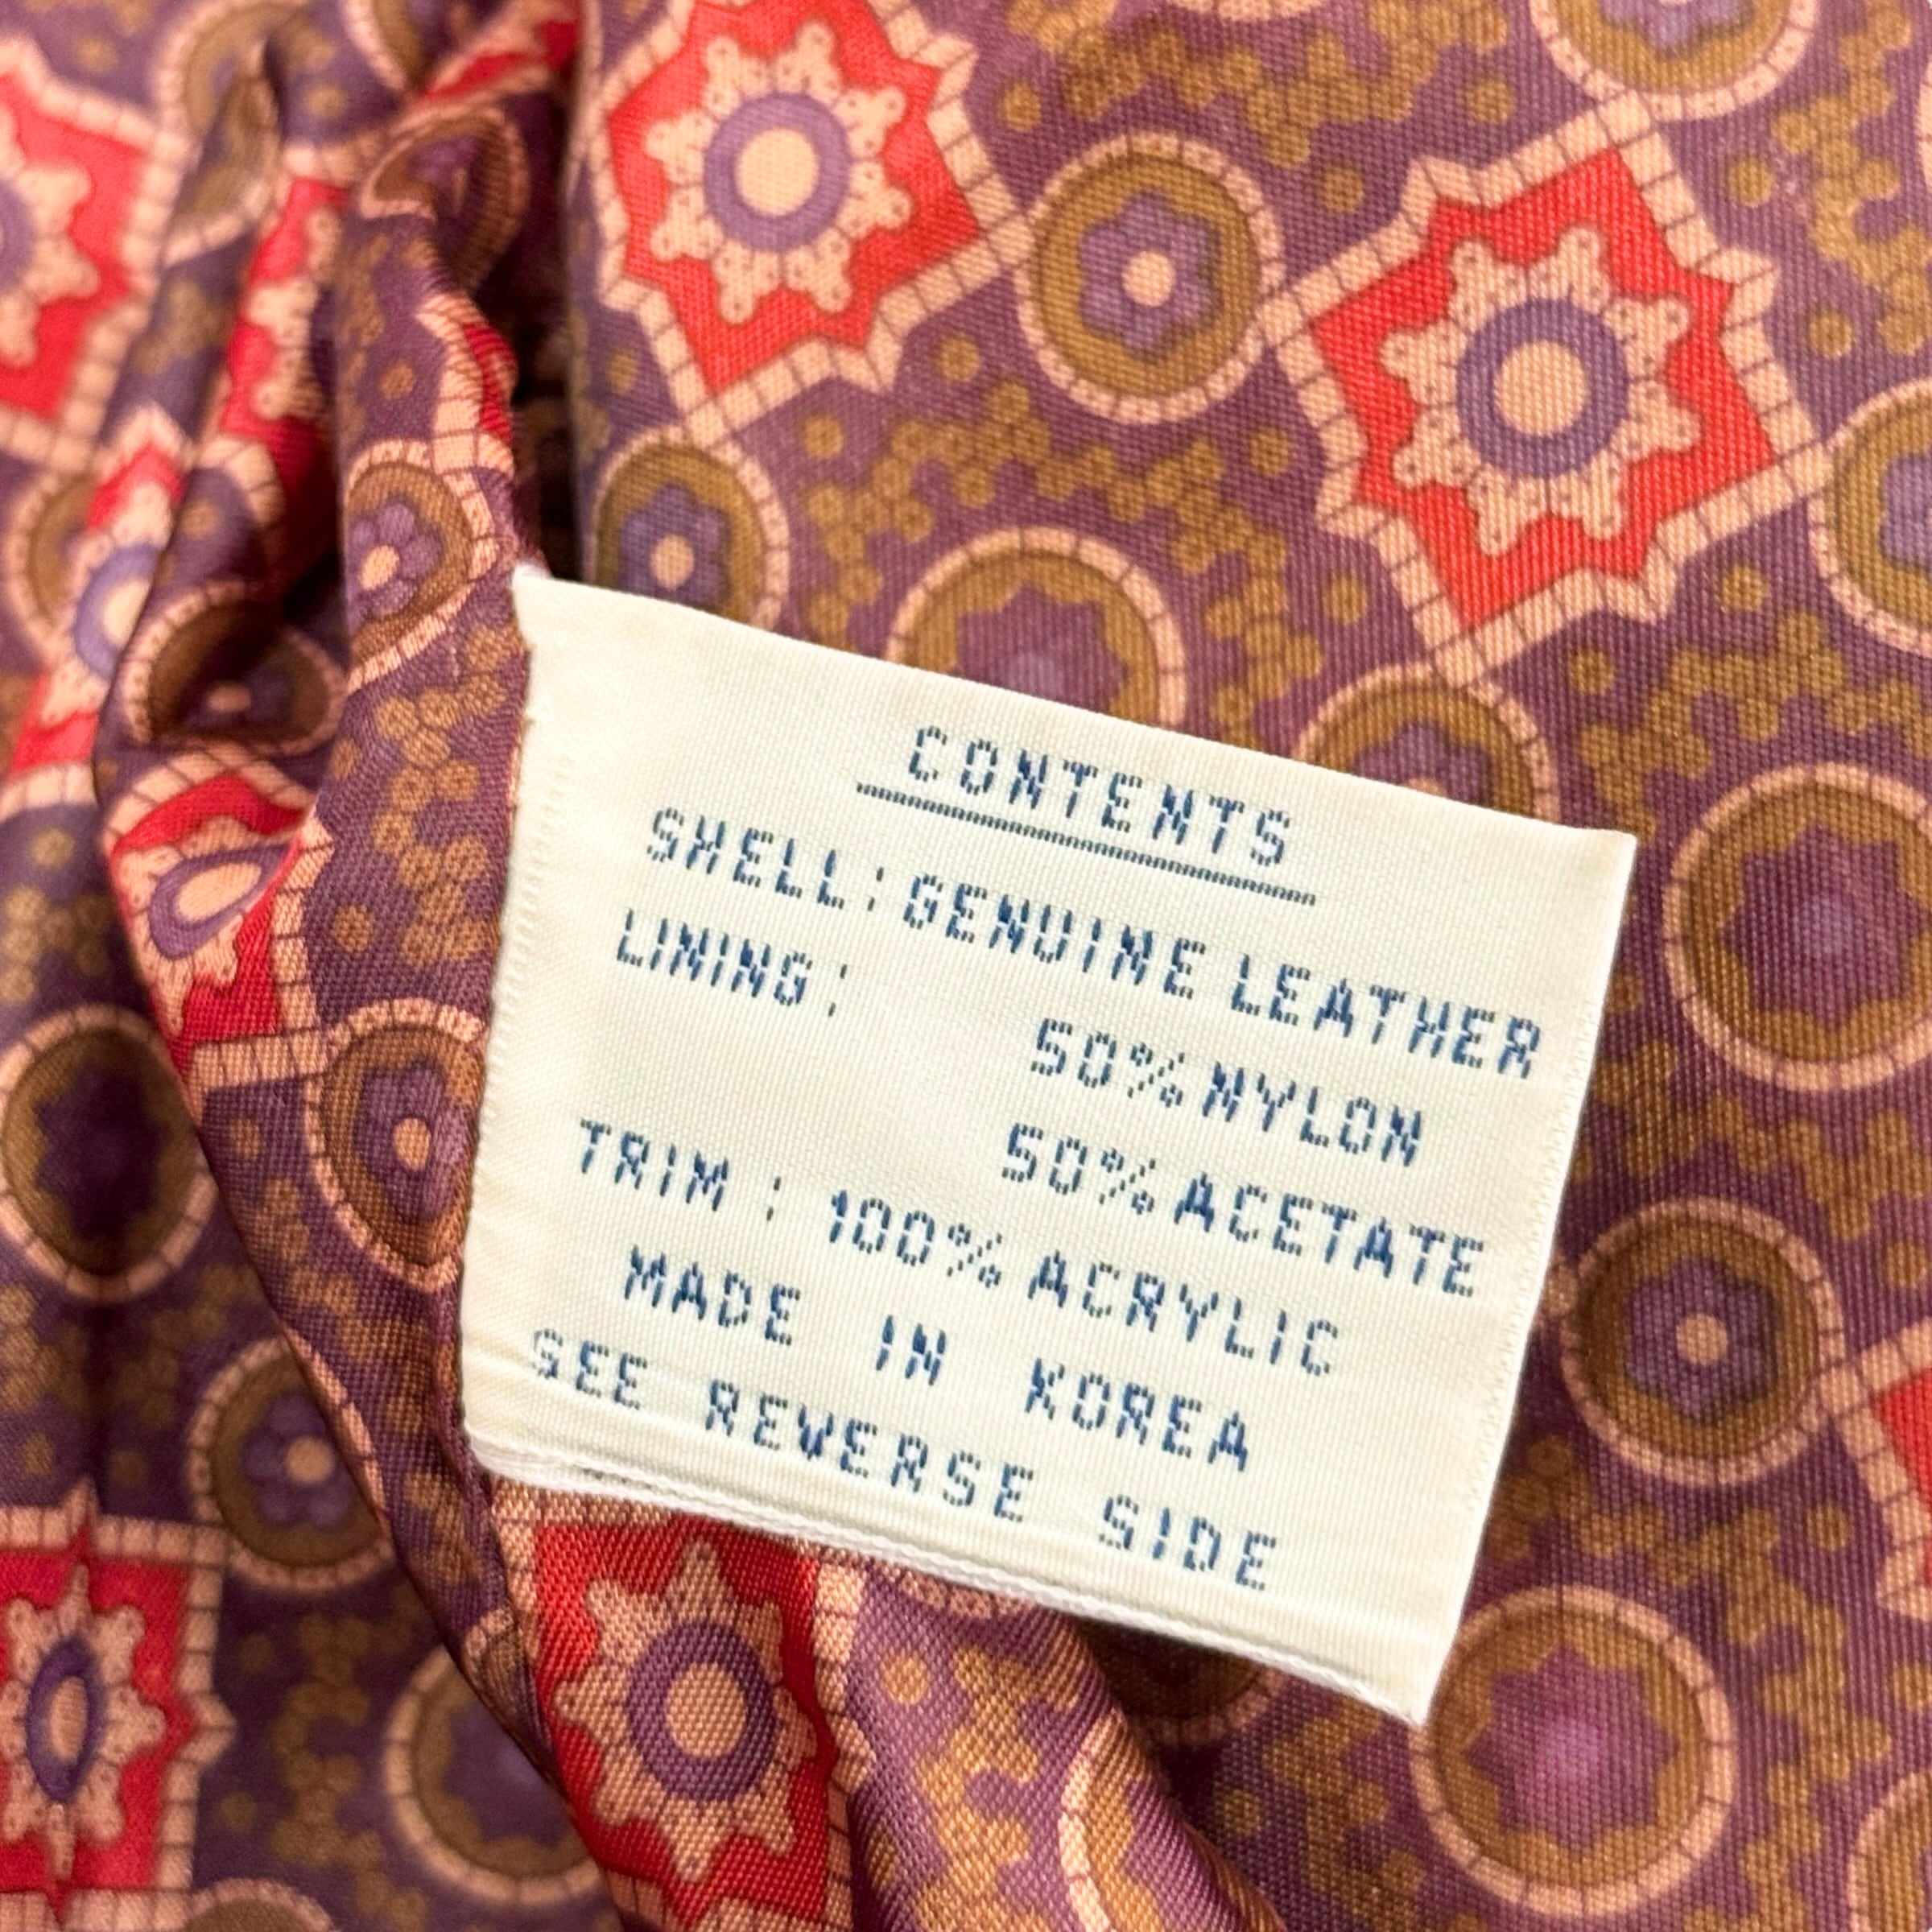 CONTENTS
SHELL: GENUINE LEATHER
LINING:
50% NYLON
50% ACETATE
TRIM : 100% ACRYLIC
MADE IN KOREA
SEE REVERSE SIDE